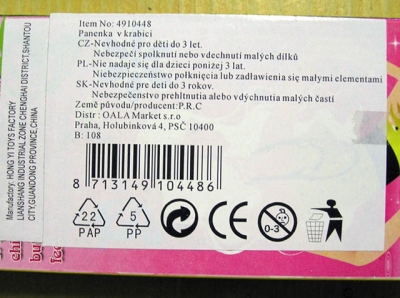 Item No: 4910448
Panenka v krabici
CZ-Nevhodné pro děti do 3 let.
Nebezpečí spolknutí nebo vdechnutí malých dílků
PL-Nie nadaje się dla dzieci poniżej 3 lat.
Niebezpieczeństwo połknięcia lub zadławienia się małymi elementami
SK-Nevhodné pre deti do 3 rokov.
Nebezpečenstvo prehltnutia alebo vdýchnutia malých častí
Země původu/producent:P.R.C
Distr : OALA Market s.r.o
Praha, Holubinková 4, PSČ 10400
B: 108
8 713149 104486
22
PAP
5
PP
CE
0-3
Manufactory: HONG YI TOYS FACTORY
LIANSHANG INDUSTRIAL ZONE CHENGHAI DISTRICT,SHANTOU
CITY.GUANDONG PROVINCE,CHINA